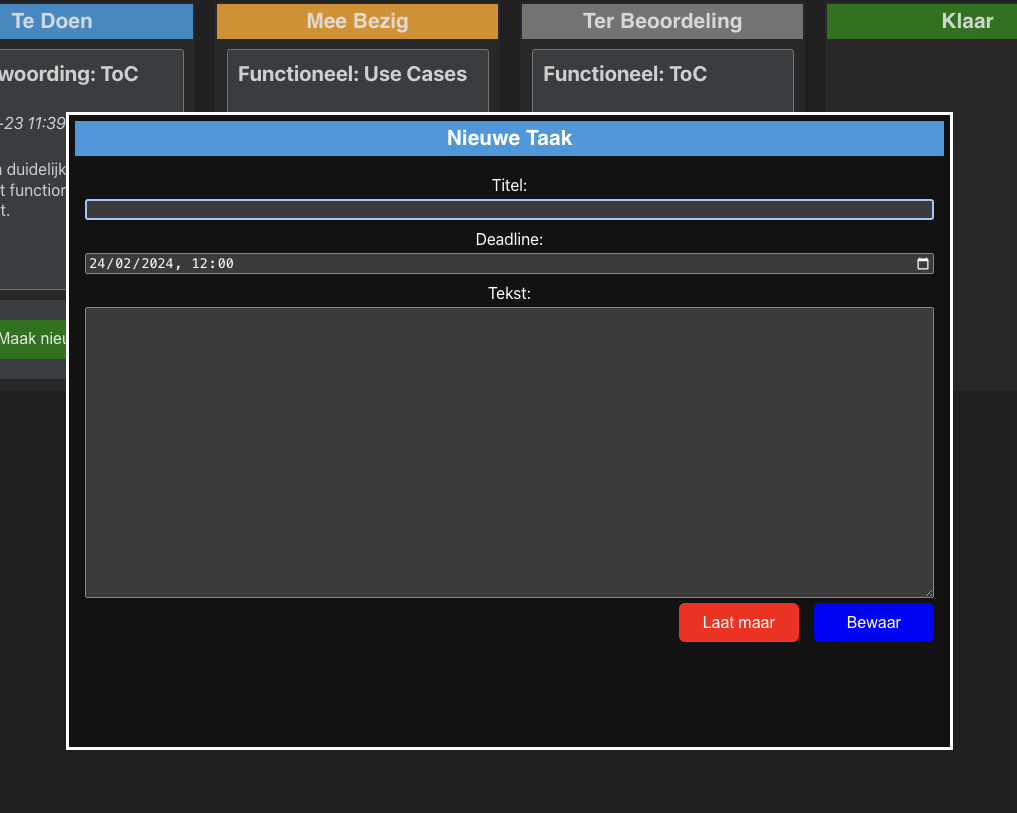 Te Doen
Mee Bezig
Ter Beoordeling
Klaar
woording: ToC
Functioneel: Use Cases
Functioneel: ToC
-23 11:39
duidelijk
t function
t.
Maak nieu
Nieuwe Taak
Titel:
Deadline:
24/02/2024, 12:00
Tekst:
Laat maar
Bewaar